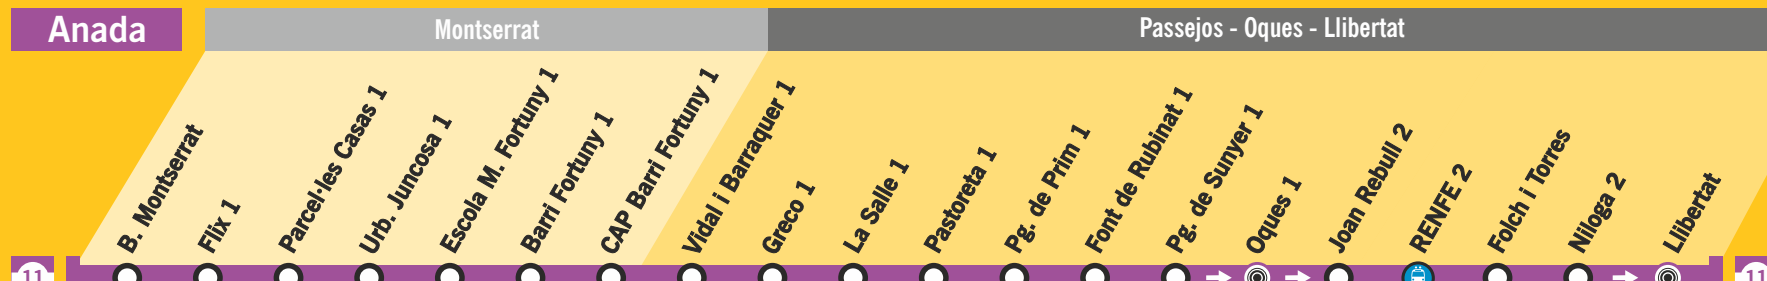 Anada
Montserrat
Passejos - Oques - Llibertat
B. Montserrat
Flix 1
Parcel·les Casas 1
Urb. Juncosa 1
Escola M. Fortuny 1
Barri Fortuny 1
CAP Barri Fortuny 1
Vidal i Barraquer 1
Greco 1
La Salle 1
Pastoreta 1
Pg. de Prim 1
Font de Rubinat 1
Pg. de Sunyer 1
Oques 1
Joan Rebull 2
RENFE 2
Folch i Torres
Niloga 2
Llibertat
11
11